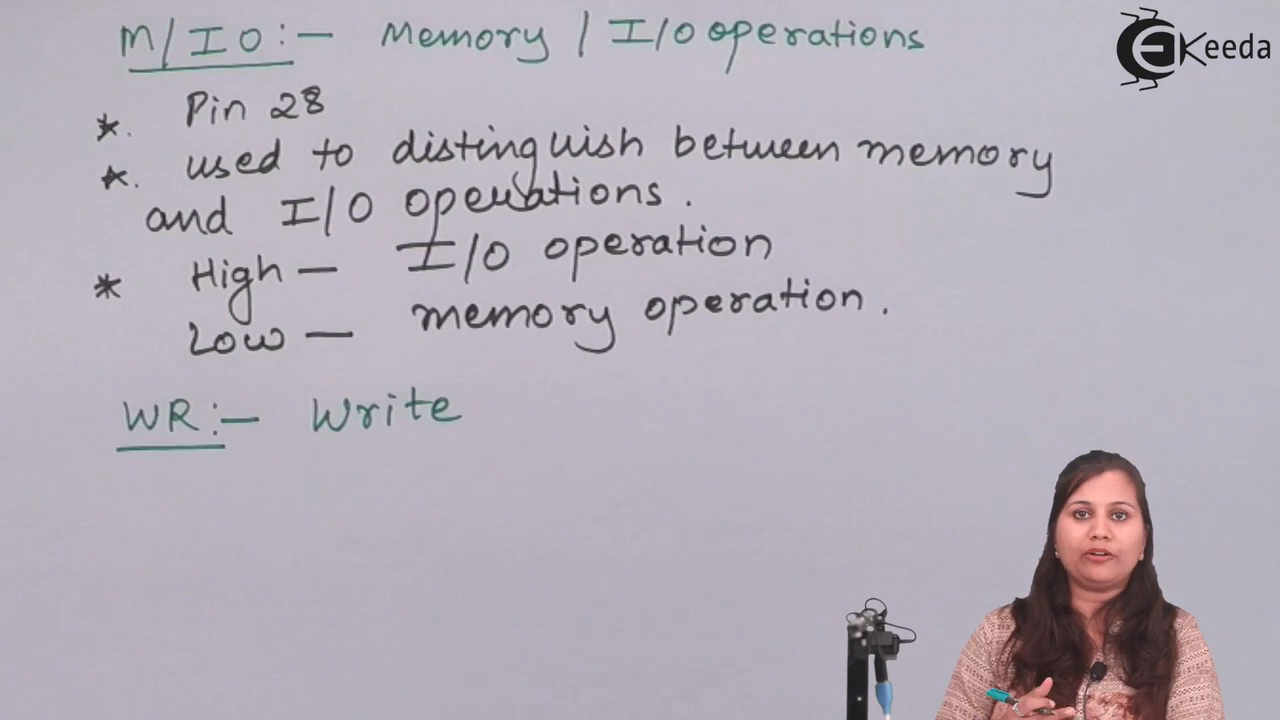 M/IO:- Memory / I/O operations
EKeeda
*. Pin 28
*. used to distinguish between memory
and I/O operations.
* High - I/O operation
Low - memory operation.
WR:- Write